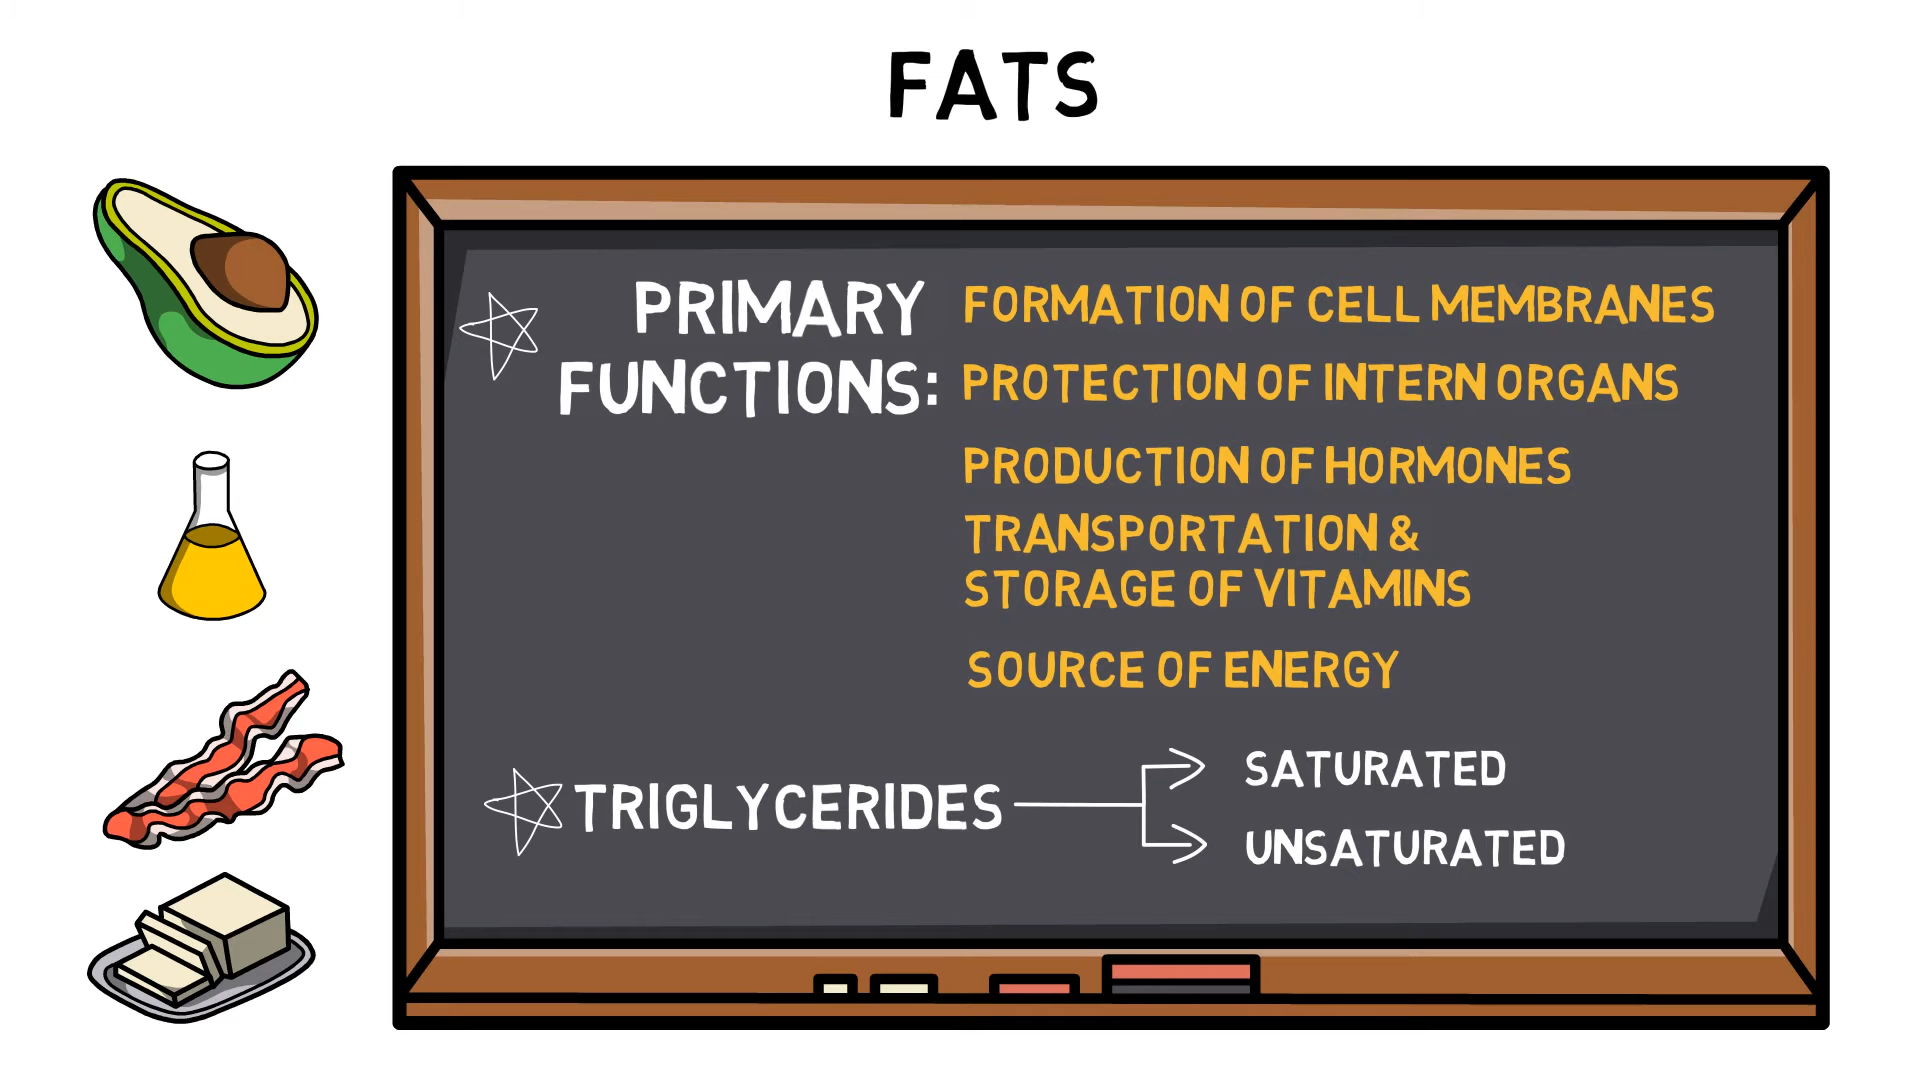 FATS
PRIMARY
FUNCTIONS:
FORMATION OF CELL MEMBRANES
PROTECTION OF INTERN ORGANS
PRODUCTION OF HORMONES
TRANSPORTATION &
STORAGE OF VITAMINS
SOURCE OF ENERGY
TRIGLYCERIDES
SATURATED
UNSATURATED